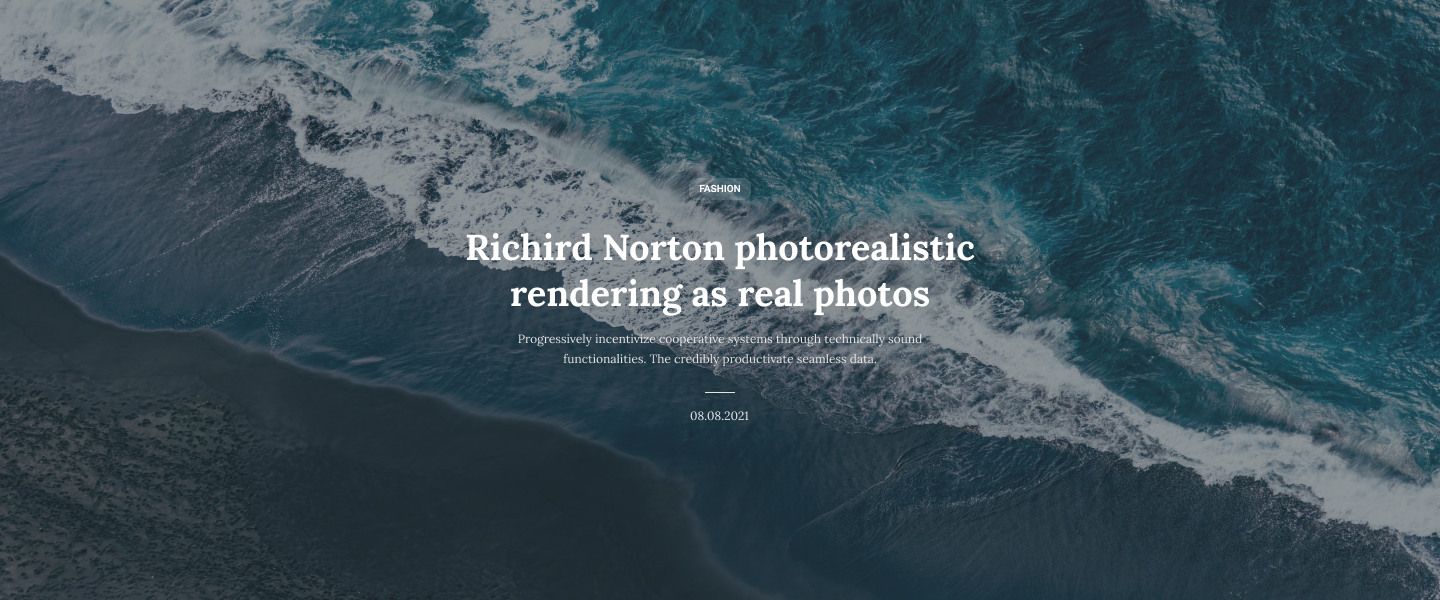 FASHION
Richird Norton photorealistic
rendering as real photos
Progressively incentivize cooperative systems through technically sound
functionalities. The credibly productivate seamless data.
08.08.2021